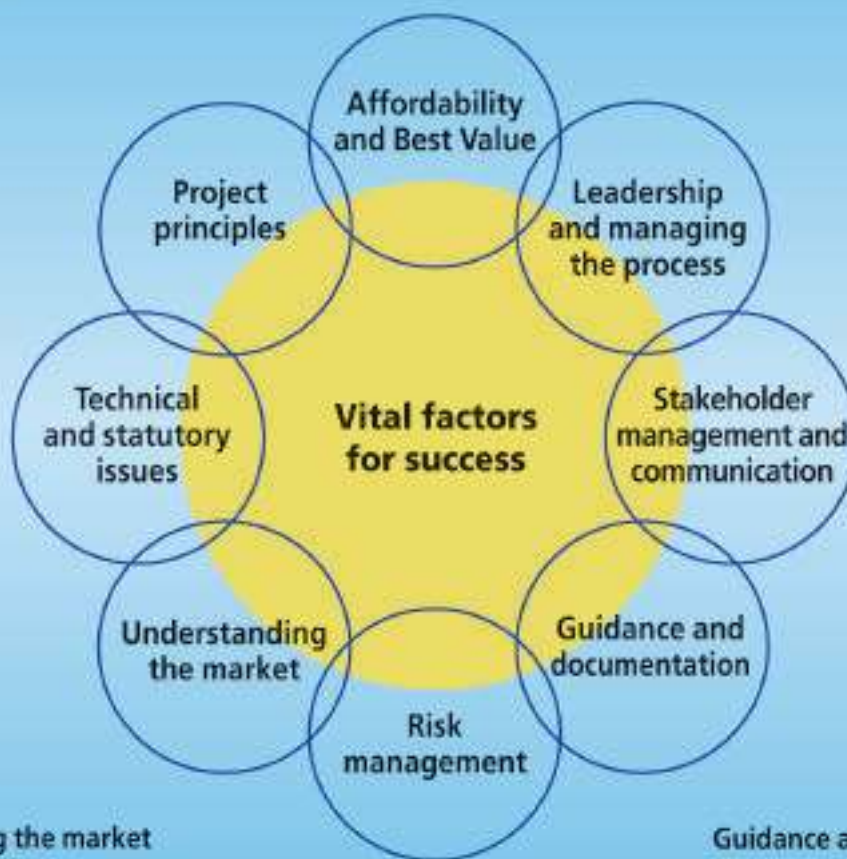 Affordability
and Best Value
Project
principles
Leadership
and managing
the process
Technical
and statutory
issues
Vital factors
for success
Stakeholder
management and
communication
Understanding
the market
Guidance and
documentation
Risk
management
the market
Guidance